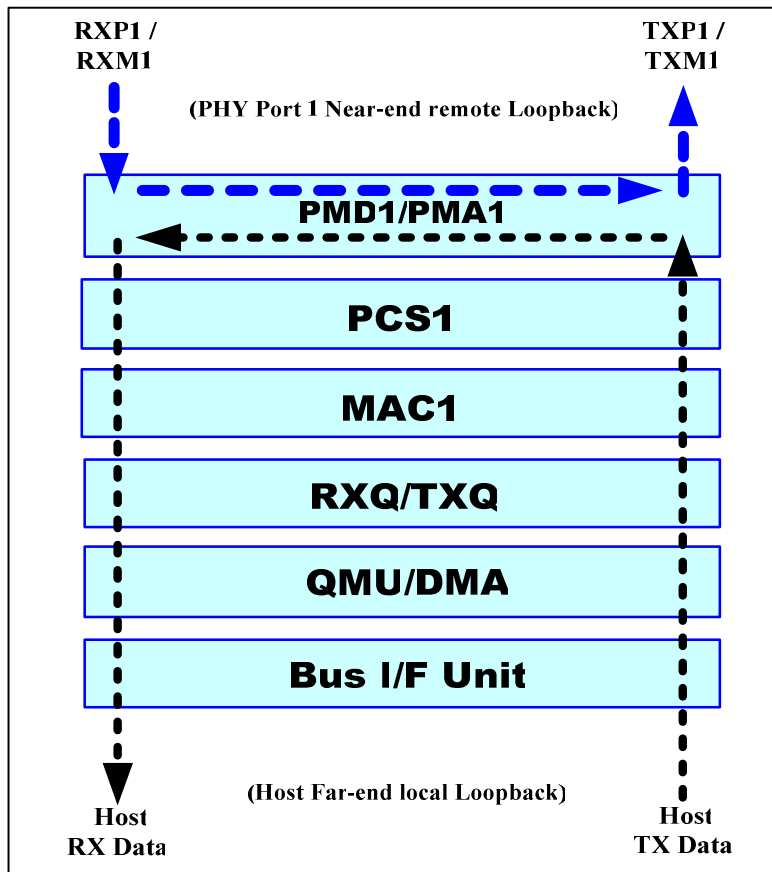 RXP1 /
RXM1
TXP1 /
TXM1
(PHY Port 1 Near-end remote Loopback)
PMD1/PMA1
PCS1
MAC1
RXQ/TXQ
QMU/DMA
Bus I/F Unit
(Host Far-end local Loopback)
Host
RX Data
Host
TX Data